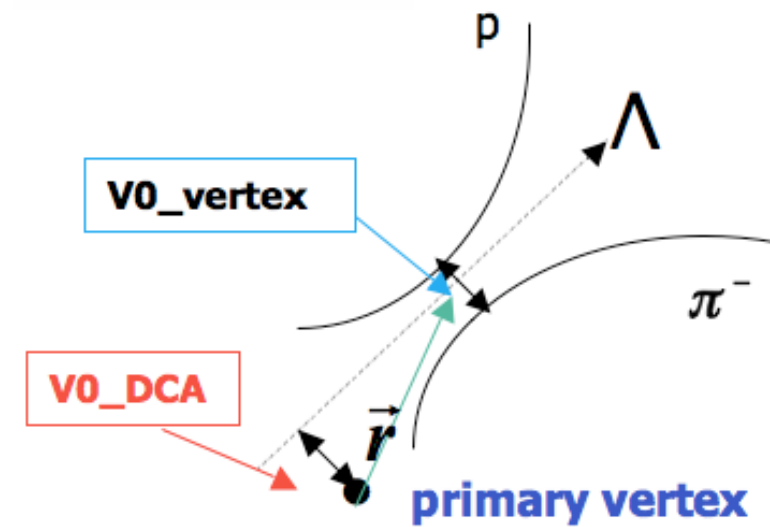 p
Λ
V0_vertex
π⁻
V0_DCA
r⃗
primary vertex